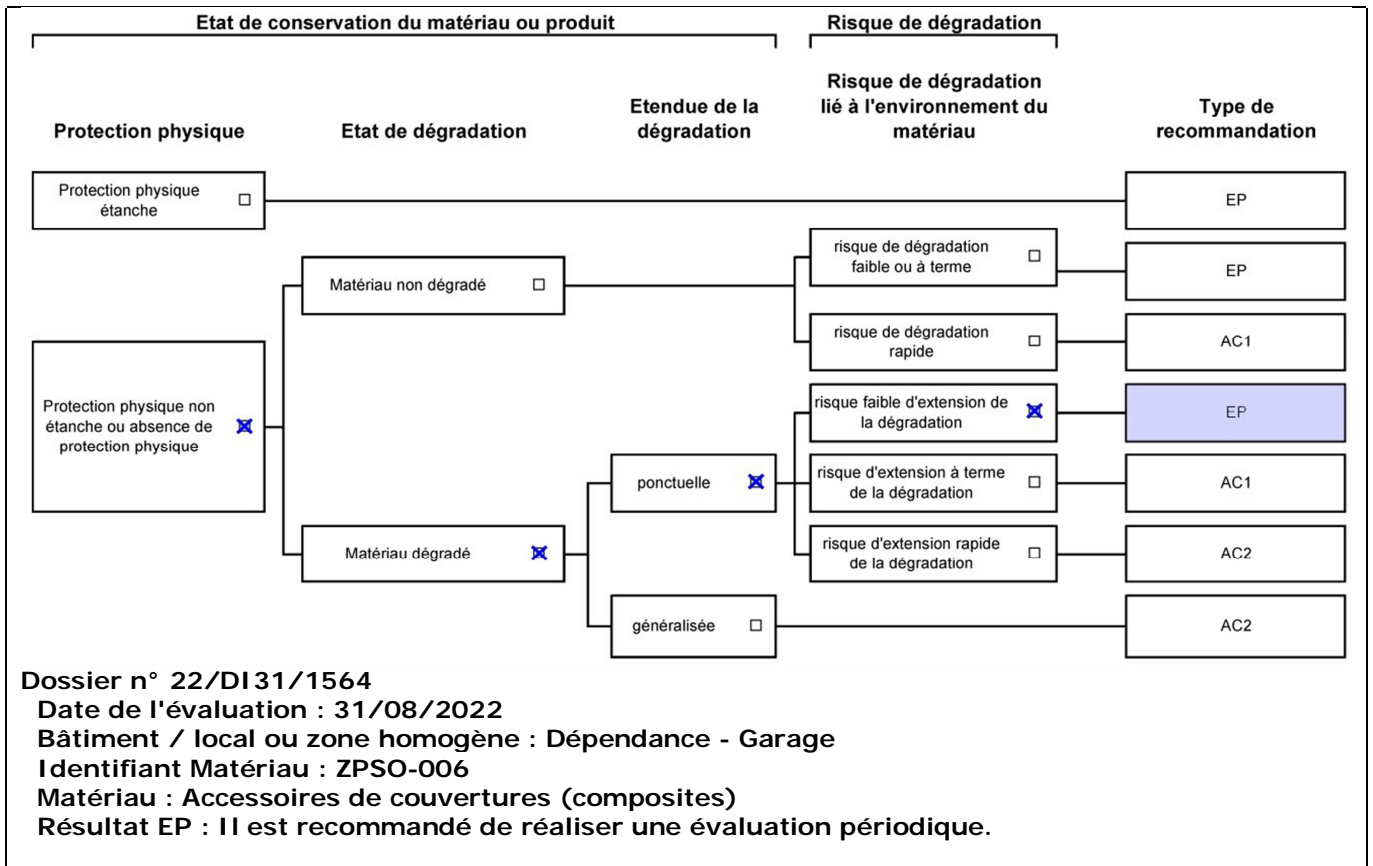 Etat de conservation du matériau ou produit
Risque de dégradation
Protection physique
Etat de dégradation
Etendue de la
dégradation
Risque de dégradation
lié à l'environnement du
matériau
Type de
recommandation
Protection physique
étanche
EP
risque de dégradation
faible ou à terme
EP
Matériau non dégradé
risque de dégradation
rapide
AC1
Protection physique non
étanche ou absence de
protection physique
risque faible d'extension de
la dégradation
EP
ponctuelle
risque d'extension à terme
de la dégradation
AC1
Matériau dégradé
risque d'extension rapide
de la dégradation
AC2
généralisée
AC2
Dossier n° 22/DI31/1564
Date de l'évaluation : 31/08/2022
Bâtiment / local ou zone homogène : Dépendance - Garage
Identifiant Matériau : ZPSO-006
Matériau : Accessoires de couvertures (composites)
Résultat EP : Il est recommandé de réaliser une évaluation périodique.